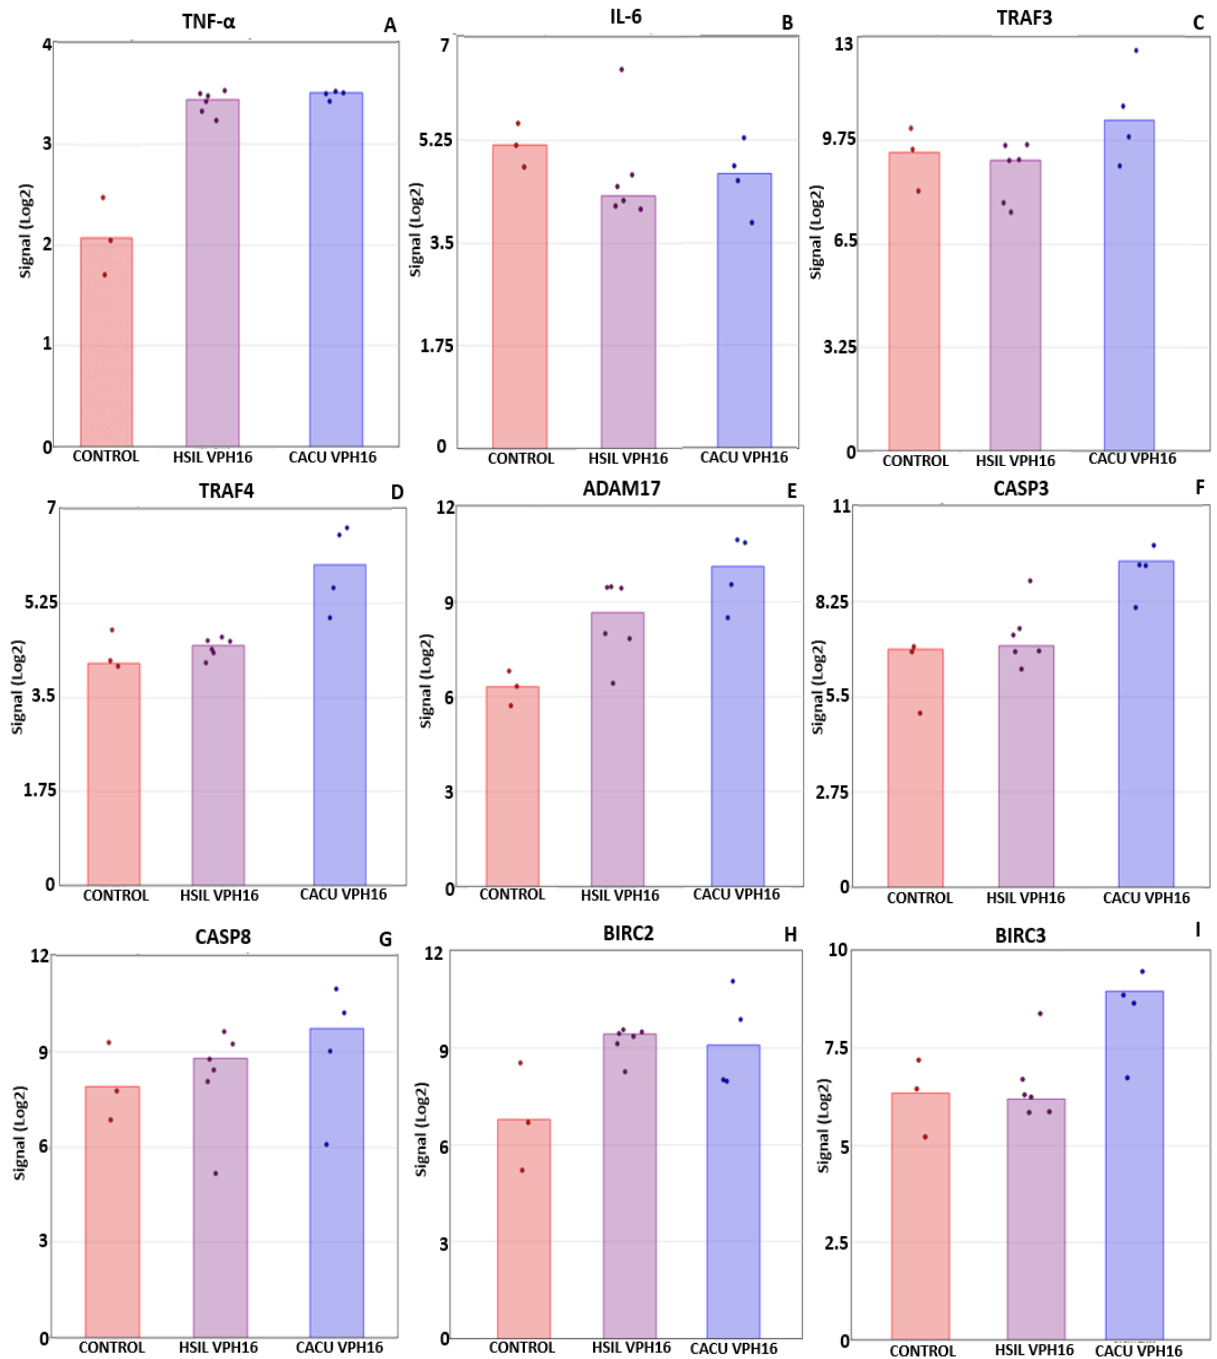 TNF-α A
4
3
2
1
0
Signal (Log2)
CONTROL HSIL VPH16 CACU VPH16
IL-6 B
7
5.25
3.5
1.75
0
Signal (Log2)
CONTROL HSIL VPH16 CACU VPH16
TRAF3 C
13
9.75
6.5
3.25
0
Signal (Log2)
CONTROL HSIL VPH16 CACU VPH16
TRAF4 D
7
5.25
3.5
1.75
0
Signal (Log2)
CONTROL HSIL VPH16 CACU VPH16
ADAM17 E
12
9
6
3
0
Signal (Log2)
CONTROL HSIL VPH16 CACU VPH16
CASP3 F
11
8.25
5.5
2.75
0
Signal (Log2)
CONTROL HSIL VPH16 CACU VPH16
CASP8 G
12
9
6
3
0
Signal (Log2)
CONTROL HSIL VPH16 CACU VPH16
BIRC2 H
12
9
6
3
0
Signal (Log2)
CONTROL HSIL VPH16 CACU VPH16
BIRC3 I
10
7.5
5
2.5
0
Signal (Log2)
CONTROL HSIL VPH16 CACU VPH16